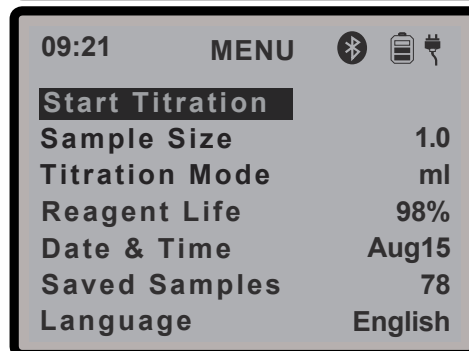 09:21 MENU
Start Titration
Sample Size 1.0
Titration Mode ml
Reagent Life 98%
Date & Time Aug15
Saved Samples 78
Language English